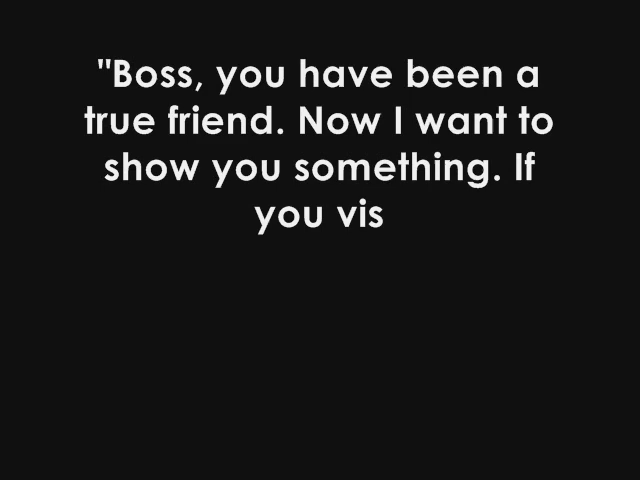 "Boss, you have been a
true friend. Now I want to
show you something. If
you vis